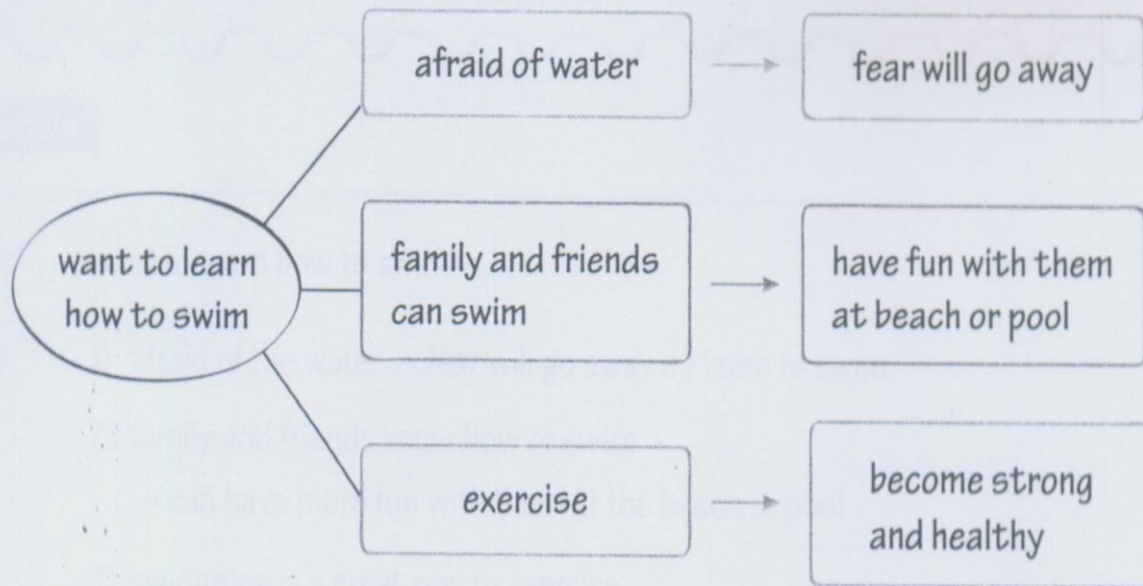 afraid of water
fear will go away
want to learn
how to swim
family and friends
can swim
have fun with them
at beach or pool
exercise
become strong
and healthy